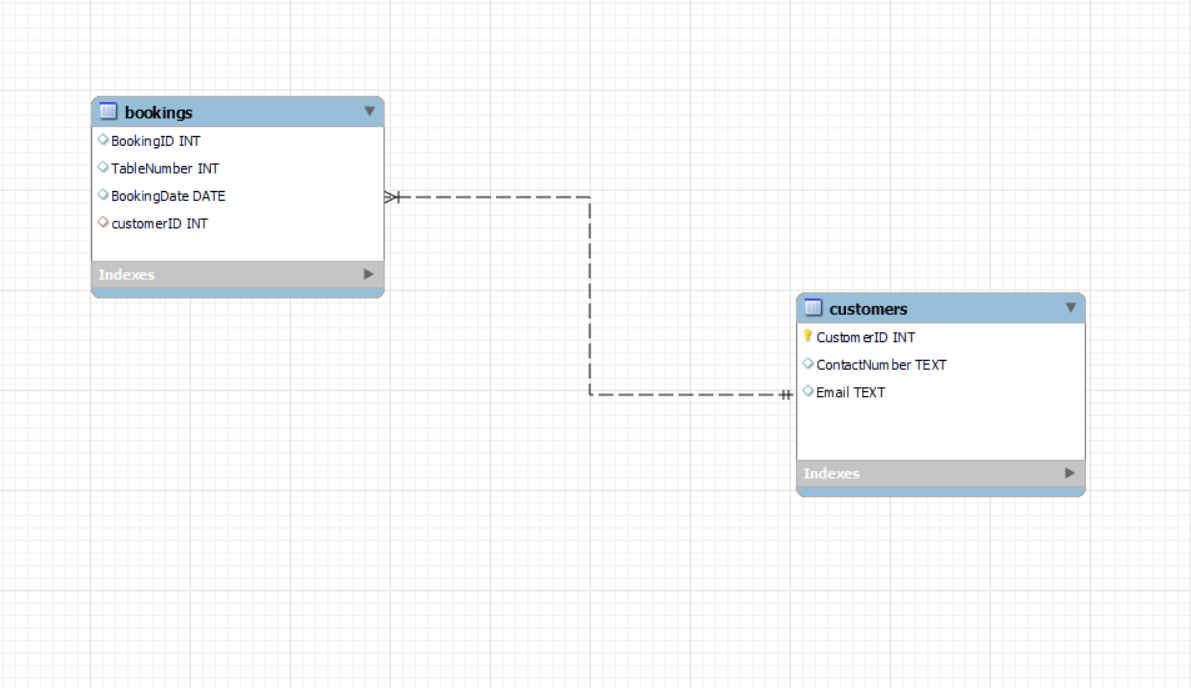 bookings
BookingID INT
TableNumber INT
BookingDate DATE
customerID INT
Indexes
customers
CustomerID INT
ContactNumber TEXT
Email TEXT
Indexes